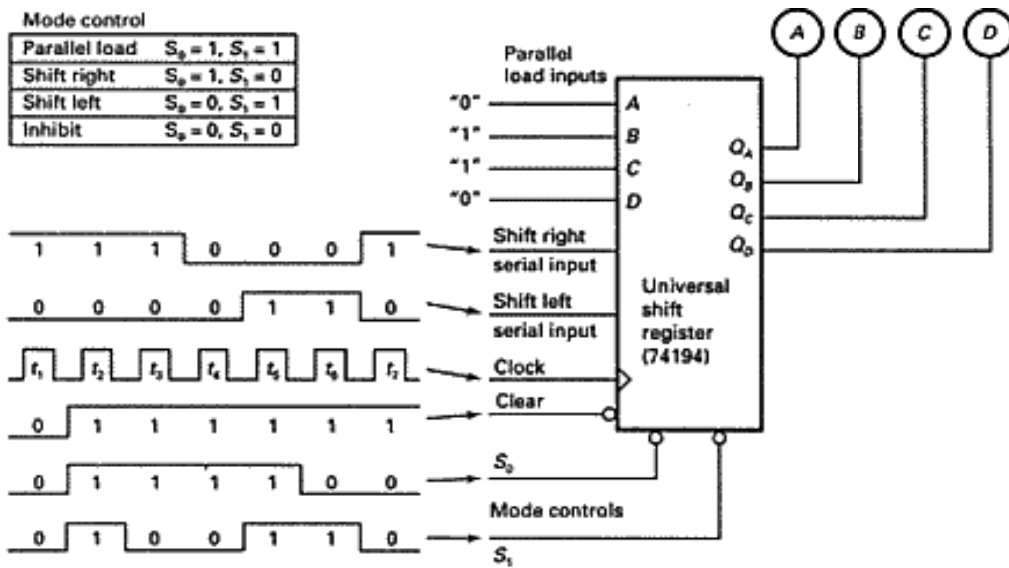 Mode control
Parallel load S₀ = 1, S₁ = 1
Shift right S₀ = 1, S₁ = 0
Shift left S₀ = 0, S₁ = 1
Inhibit S₀ = 0, S₁ = 0
A B C D
Parallel
load inputs
"0" A
"1" B
"1" C
"0" D
Q_A
Q_B
Q_C
Q_D
1 1 1 0 0 0 1 Shift right
serial input
0 0 0 0 1 1 0 Shift left
serial input
Universal
shift
register
(74194)
t₁ t₂ t₃ t₄ t₅ t₆ t₇ Clock
0 1 1 1 1 1 1 Clear
0 1 1 1 1 0 0 S₀
Mode controls
0 1 0 0 1 1 0 S₁